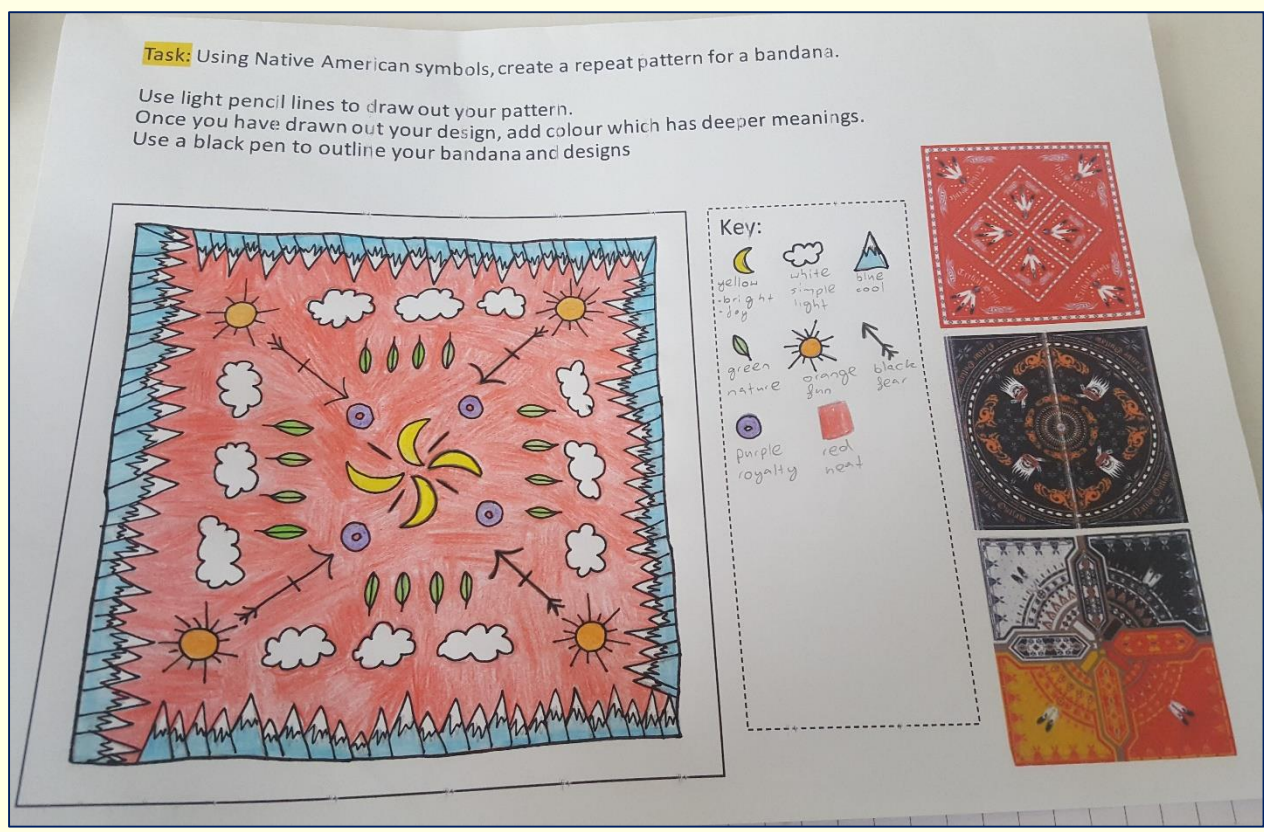 Task: Using Native American symbols, create a repeat pattern for a bandana.
Use light pencil lines to draw out your pattern.
Once you have drawn out your design, add colour which has deeper meanings.
Use a black pen to outline your bandana and designs
Key:
yellow
·bright
·joy
white
simple
light
blue
cool
green
nature
orange
fun
black
fear
purple
royalty
red
heat